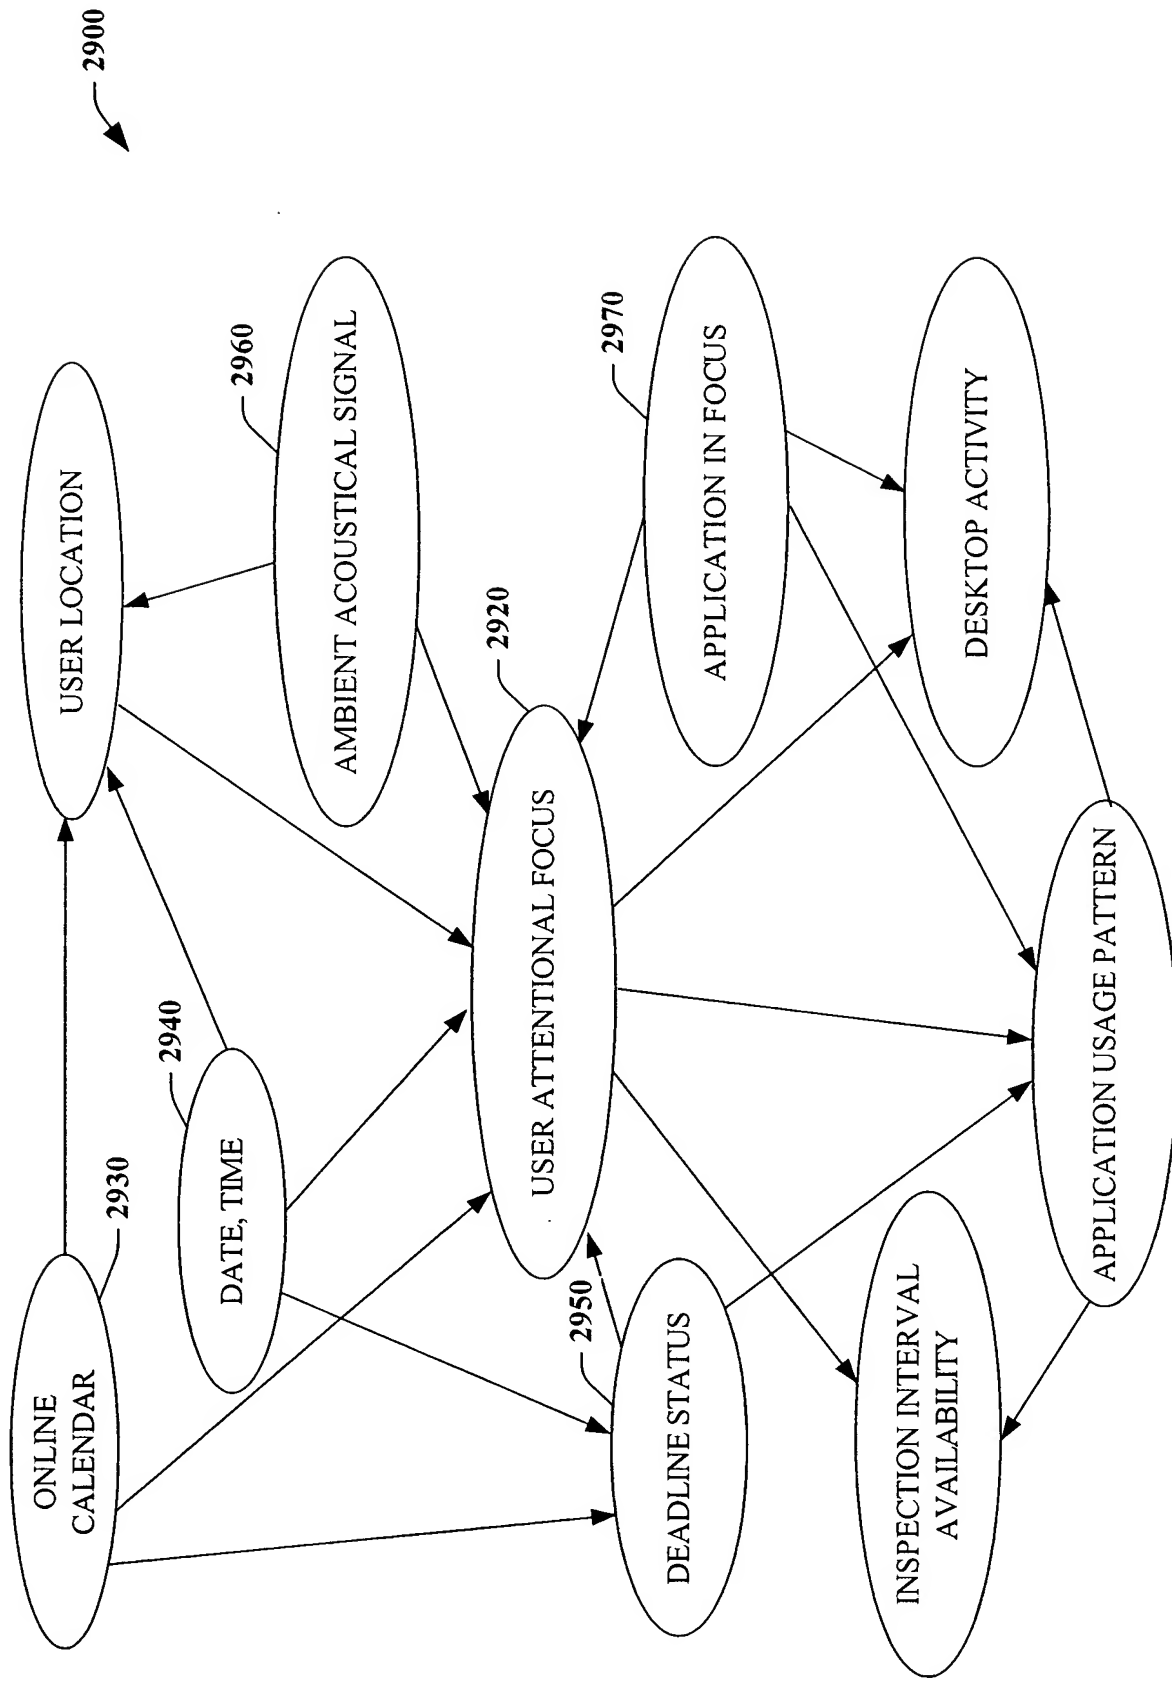 2900
ONLINE
CALENDAR
2930
USER LOCATION
DATE, TIME
2940
AMBIENT ACOUSTICAL SIGNAL
2960
USER ATTENTIONAL FOCUS
2920
DEADLINE STATUS
2950
APPLICATION IN FOCUS
2970
INSPECTION INTERVAL
AVAILABILITY
DESKTOP ACTIVITY
APPLICATION USAGE PATTERN